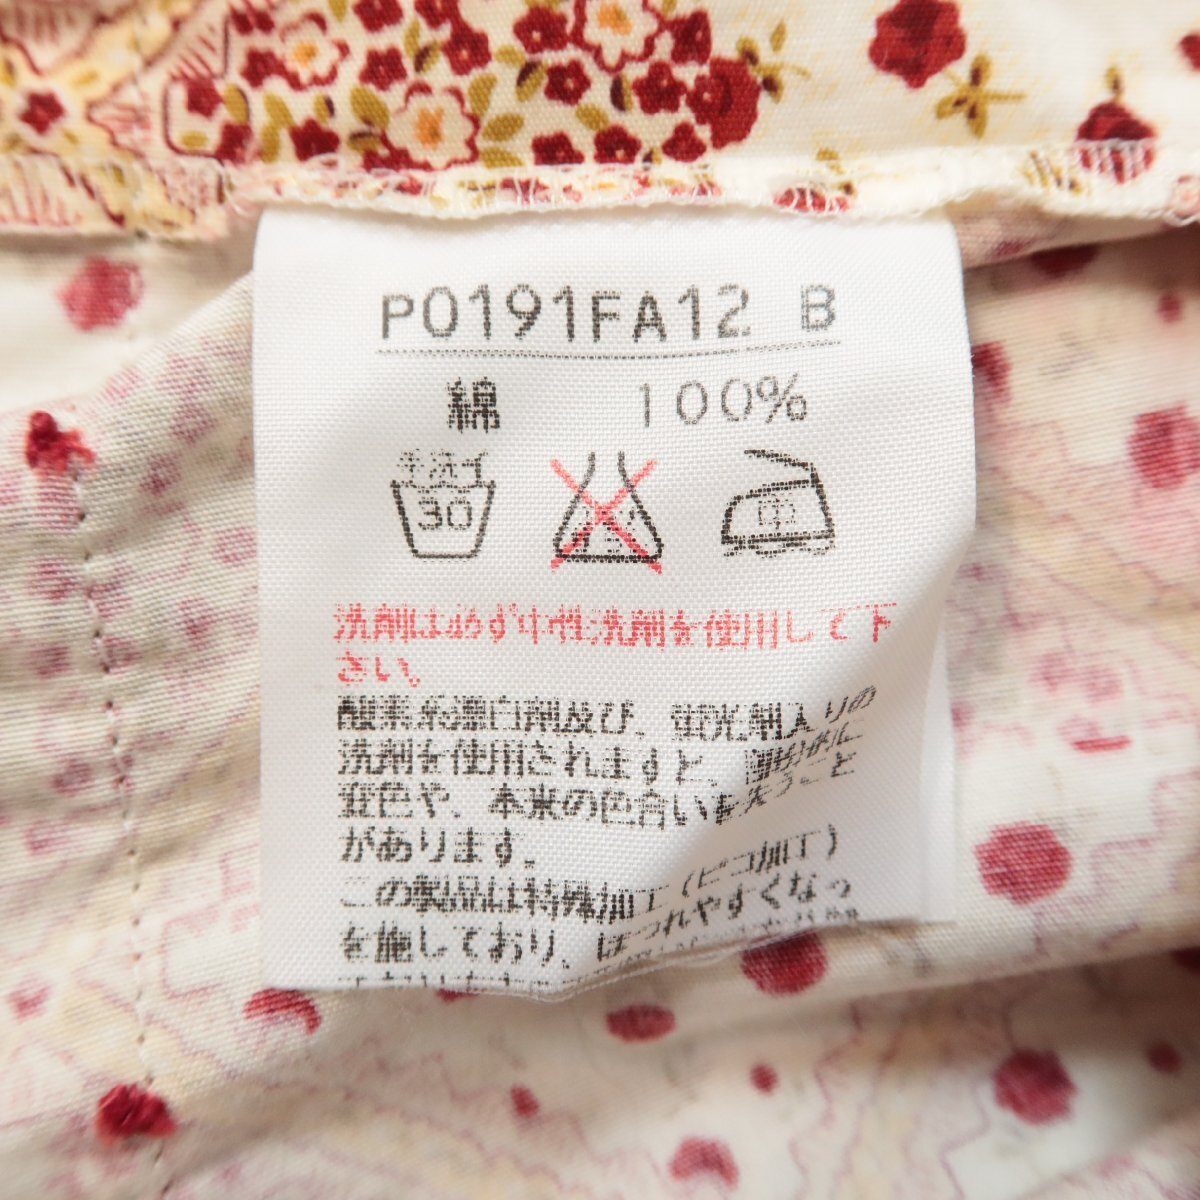 P0191FA12 B
綿 100%
手洗イ
30
中
洗剤は必ず中性洗剤を使用して下
さい。
酸素系漂白剤及び、蛍光剤入りの
洗剤を使用されますと、部分的に
変色や、本来の色合いを失うこと
があります。
この製品は特殊加工(ピコ加工)
を施しており、ほつれやすくなっ